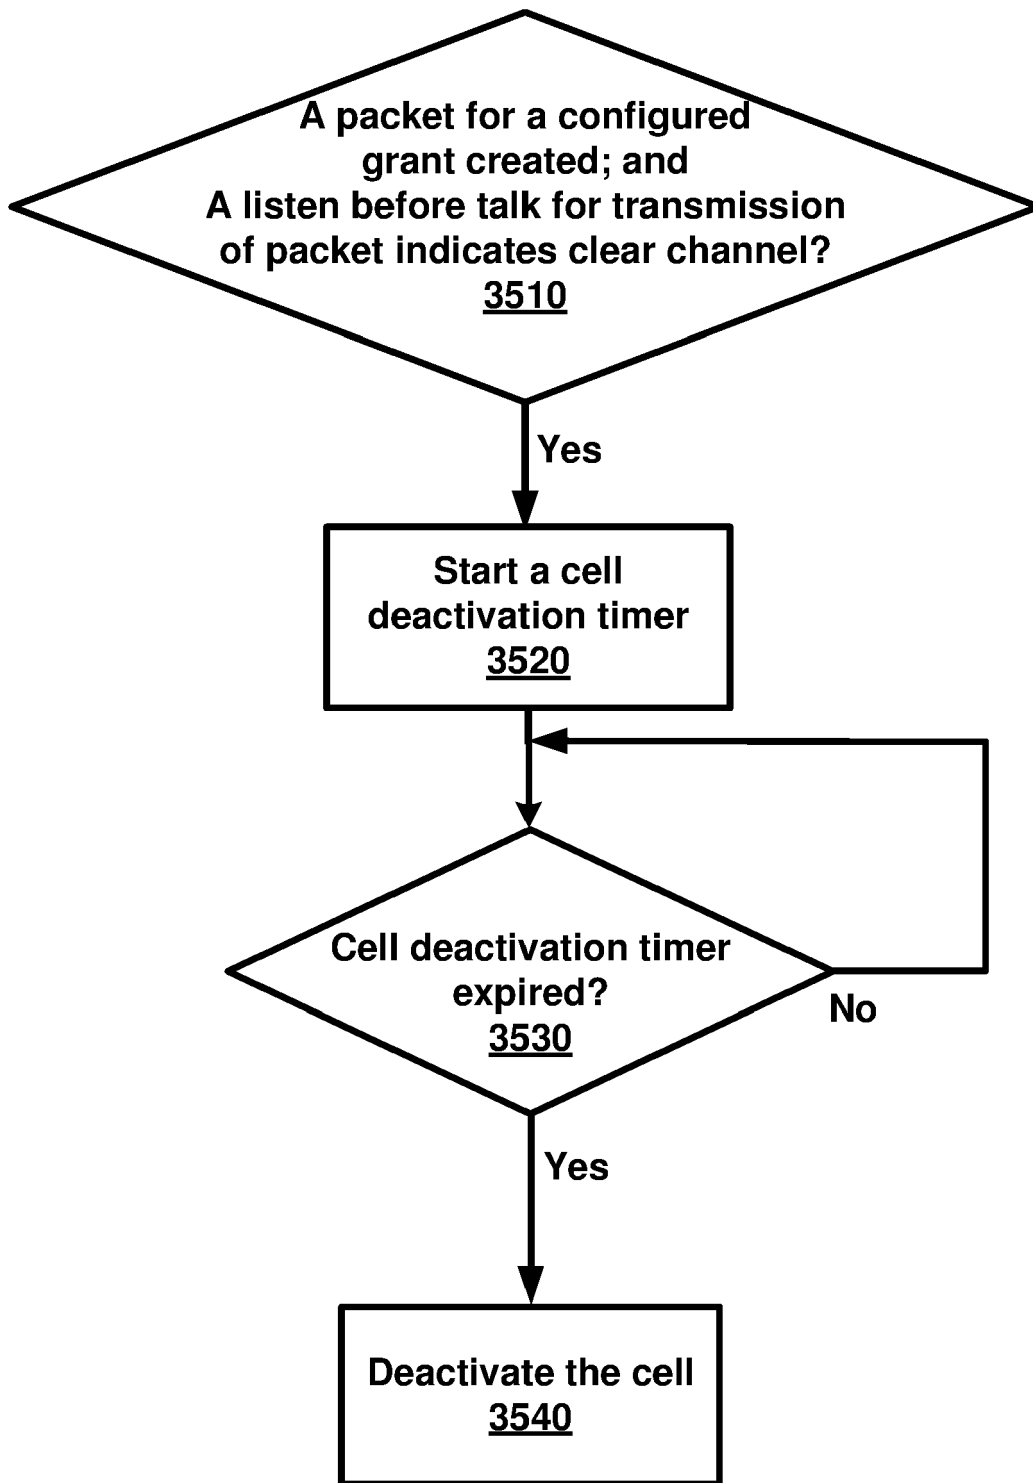 A packet for a configured
grant created; and
A listen before talk for transmission
of packet indicates clear channel?
3510
Yes
Start a cell
deactivation timer
3520
Cell deactivation timer
expired?
3530
No
Yes
Deactivate the cell
3540